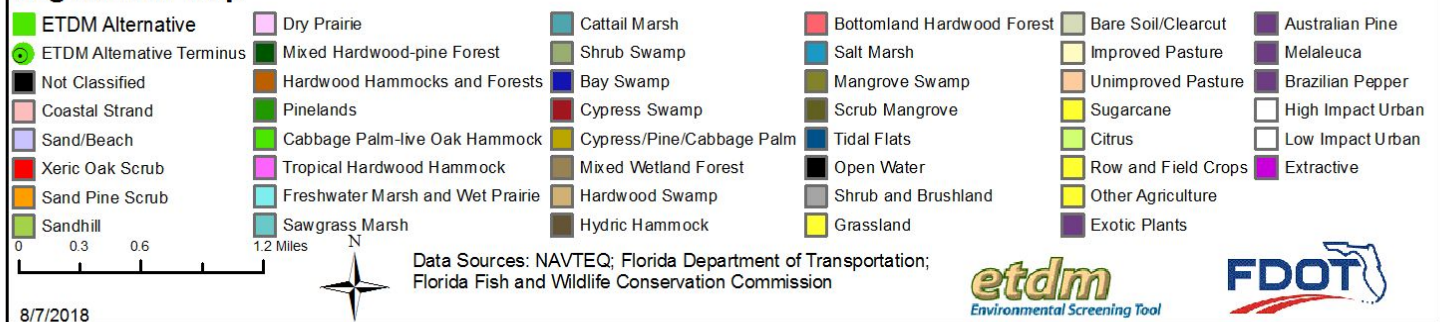 ETDM Alternative
ETDM Alternative Terminus
Not Classified
Coastal Strand
Sand/Beach
Xeric Oak Scrub
Sand Pine Scrub
Sandhill
Dry Prairie
Mixed Hardwood-pine Forest
Hardwood Hammocks and Forests
Pinelands
Cabbage Palm-live Oak Hammock
Tropical Hardwood Hammock
Freshwater Marsh and Wet Prairie
Sawgrass Marsh
Cattail Marsh
Shrub Swamp
Bay Swamp
Cypress Swamp
Cypress/Pine/Cabbage Palm
Mixed Wetland Forest
Hardwood Swamp
Hydric Hammock
Bottomland Hardwood Forest
Salt Marsh
Mangrove Swamp
Scrub Mangrove
Tidal Flats
Open Water
Shrub and Brushland
Grassland
Bare Soil/Clearcut
Improved Pasture
Unimproved Pasture
Sugarcane
Citrus
Row and Field Crops
Other Agriculture
Exotic Plants
Australian Pine
Melaleuca
Brazilian Pepper
High Impact Urban
Low Impact Urban
Extractive
0 0.3 0.6 1.2 Miles
N
Data Sources: NAVTEQ; Florida Department of Transportation;
Florida Fish and Wildlife Conservation Commission
etdm
Environmental Screening Tool
FDOT
8/7/2018